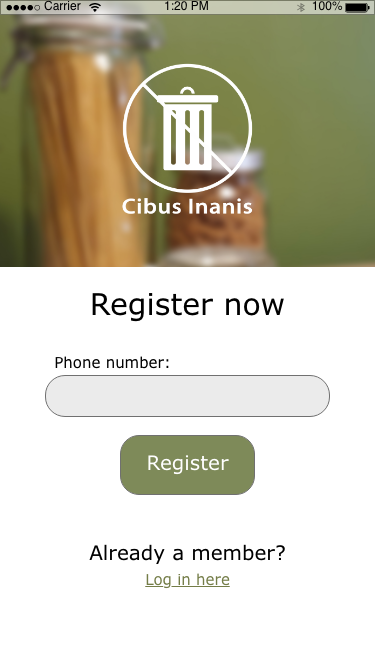 Carrier 1:20 PM 100%
Cibus Inanis
Register now
Phone number:
Register
Already a member?
Log in here